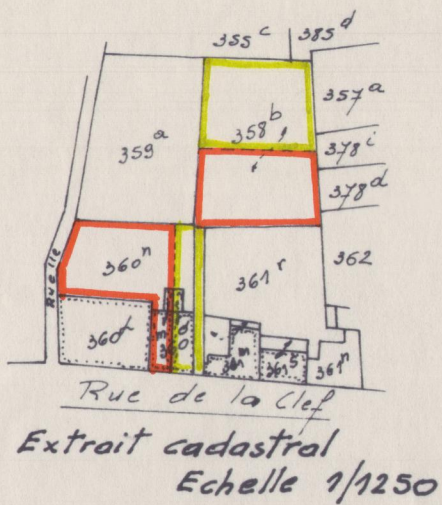 355c
385d
357a
358b
359a
378i
378d
360n
361r
362
Ruelle
361n
Rue de la Clef
Extrait cadastral
Echelle 1/1250